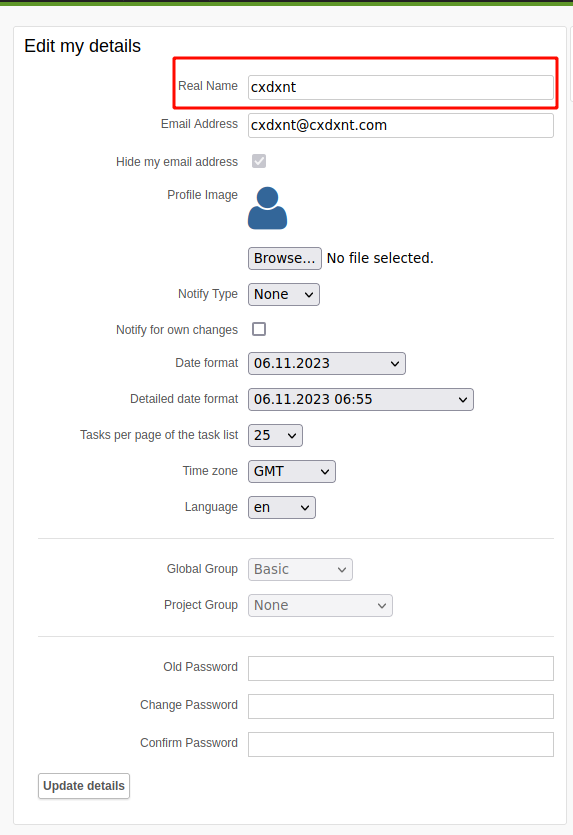 Edit my details
Real Name cxdxnt
Email Address cxdxnt@cxdxnt.com
Hide my email address
Profile Image
Browse... No file selected.
Notify Type None
Notify for own changes
Date format 06.11.2023
Detailed date format 06.11.2023 06:55
Tasks per page of the task list 25
Time zone GMT
Language en
Global Group Basic
Project Group None
Old Password
Change Password
Confirm Password
Update details